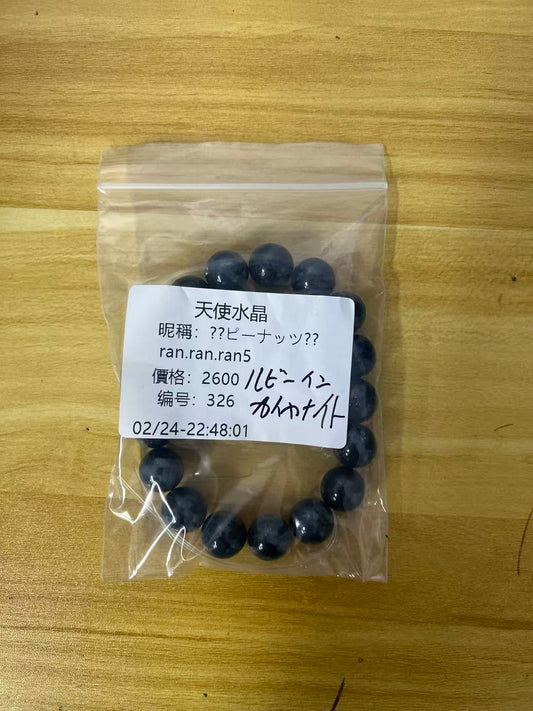 天使水晶
昵稱：??ピーナッツ??
ran.ran.ran5
價格：2600 ルビーイン
编号：326 カイヤナイト
02/24-22:48:01